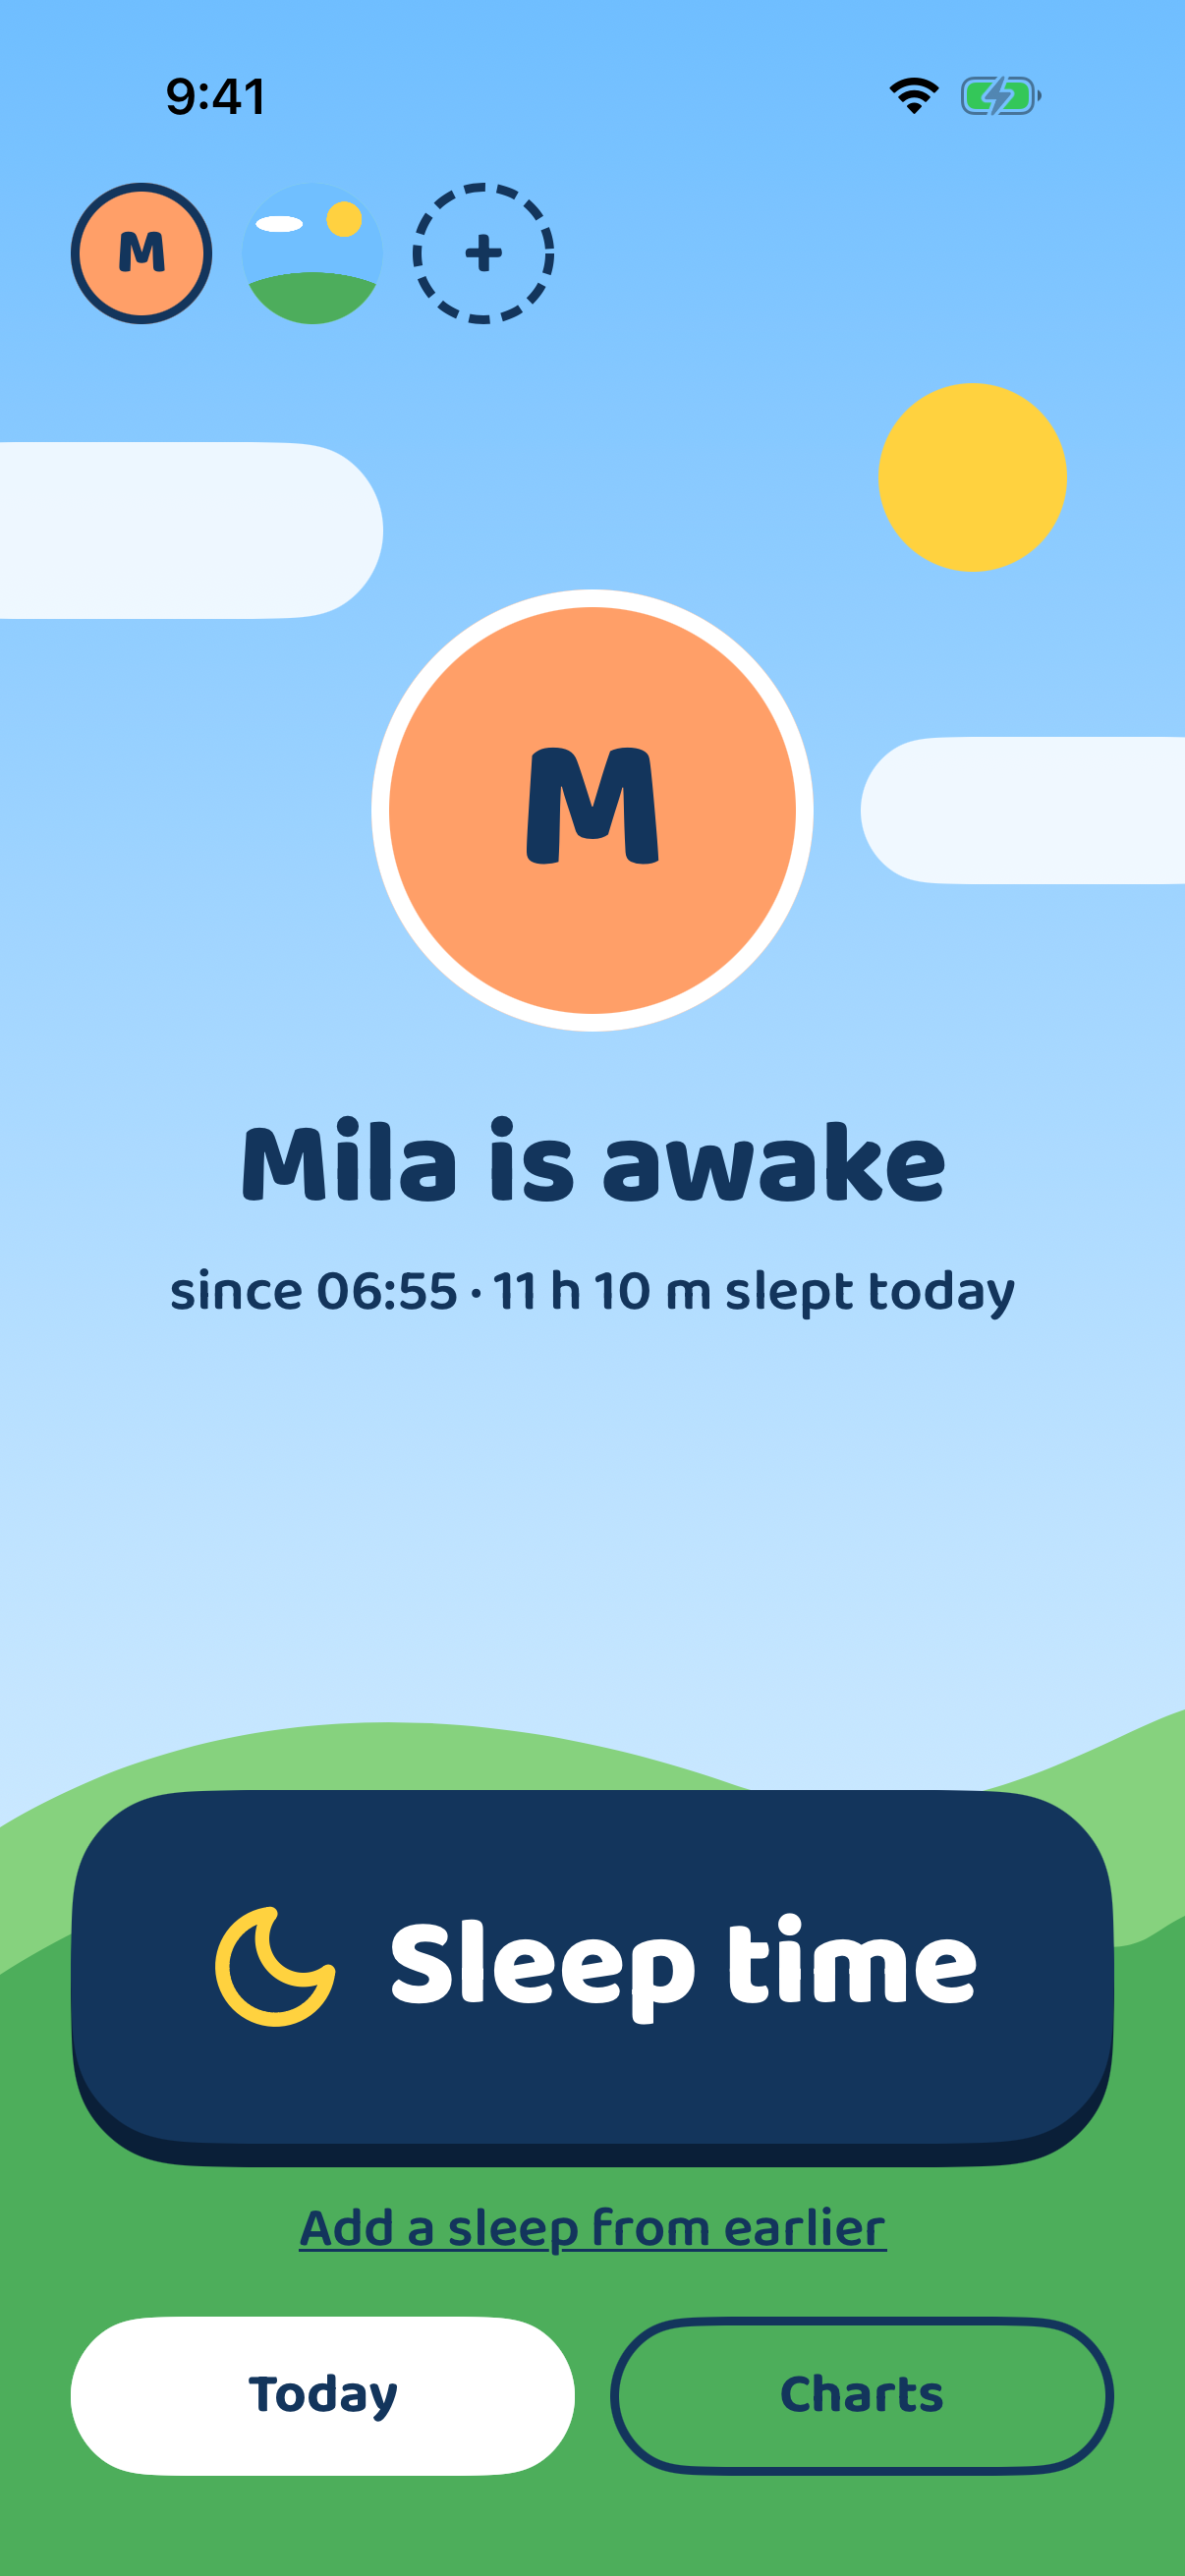 9:41
M
+
M
Mila is awake
since 06:55 · 11 h 10 m slept today
Sleep time
Add a sleep from earlier
Today
Charts